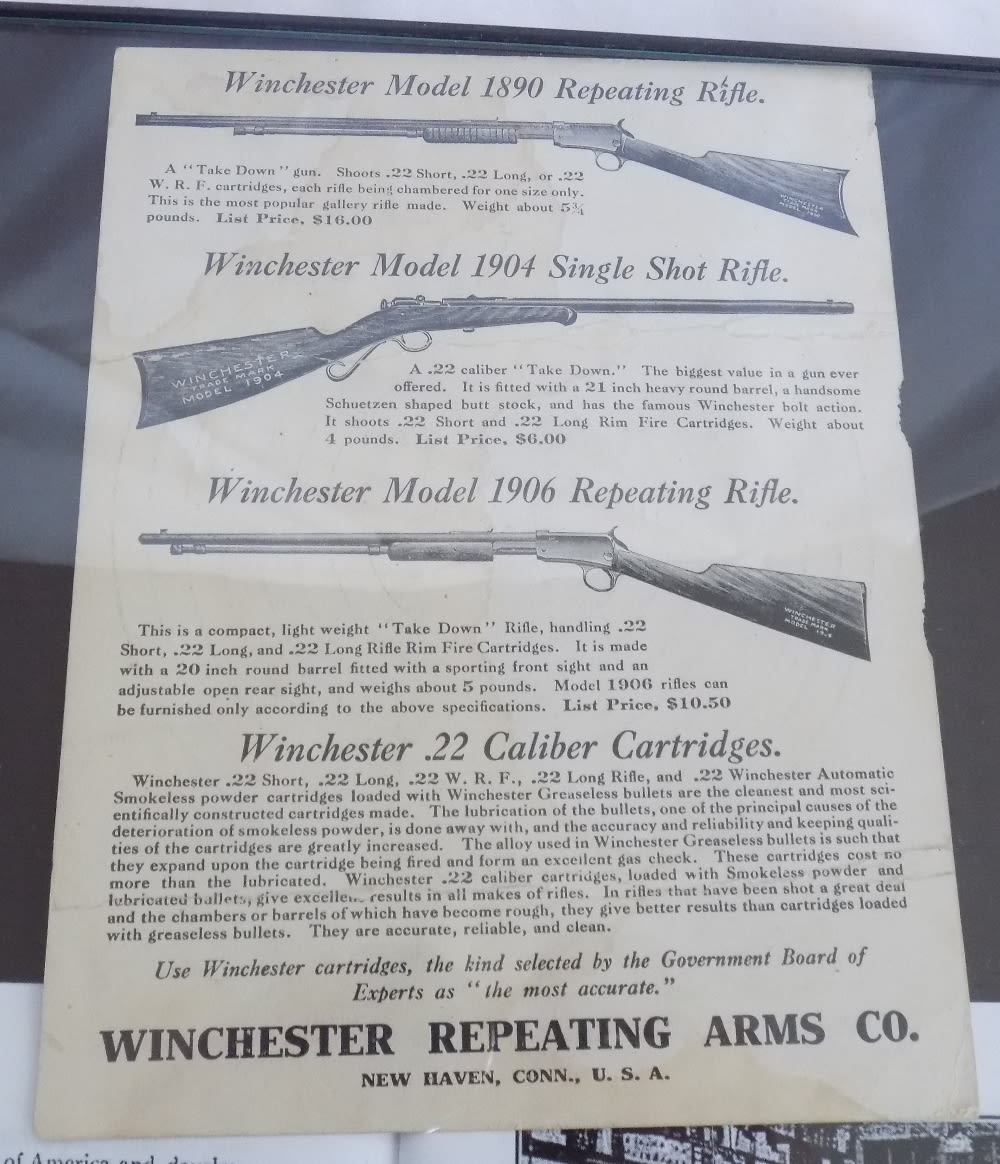 Winchester Model 1890 Repeating Rifle.
WINCHESTER
TRADE MARK
A "Take Down" gun. Shoots .22 Short, .22 Long, or .22
W. R. F. cartridges, each rifle being chambered for one size only.
This is the most popular gallery rifle made. Weight about 5¾
pounds. List Price, $16.00
Winchester Model 1904 Single Shot Rifle.
WINCHESTER
TRADE MARK
MODEL 1904
A .22 caliber "Take Down." The biggest value in a gun ever
offered. It is fitted with a 21 inch heavy round barrel, a handsome
Schuetzen shaped butt stock, and has the famous Winchester bolt action.
It shoots .22 Short and .22 Long Rim Fire Cartridges. Weight about
4 pounds. List Price, $6.00
Winchester Model 1906 Repeating Rifle.
WINCHESTER
TRADE MARK
MODEL
This is a compact, light weight "Take Down" Rifle, handling .22
Short, .22 Long, and .22 Long Rifle Rim Fire Cartridges. It is made
with a 20 inch round barrel fitted with a sporting front sight and an
adjustable open rear sight, and weighs about 5 pounds. Model 1906 rifles can
be furnished only according to the above specifications. List Price, $10.50
Winchester .22 Caliber Cartridges.
Winchester .22 Short, .22 Long, .22 W. R. F., .22 Long Rifle, and .22 Winchester Automatic
Smokeless powder cartridges loaded with Winchester Greaseless bullets are the cleanest and most sci-
entifically constructed cartridges made. The lubrication of the bullets, one of the principal causes of the
deterioration of smokeless powder, is done away with, and the accuracy and reliability and keeping quali-
ties of the cartridges are greatly increased. The alloy used in Winchester Greaseless bullets is such that
they expand upon the cartridge being fired and form an excellent gas check. These cartridges cost no
more than the lubricated. Winchester .22 caliber cartridges, loaded with Smokeless powder and
lubricated bullets, give excellent results in all makes of rifles. In rifles that have been shot a great deal
and the chambers or barrels of which have become rough, they give better results than cartridges loaded
with greaseless bullets. They are accurate, reliable, and clean.
Use Winchester cartridges, the kind selected by the Government Board of
Experts as "the most accurate."
WINCHESTER REPEATING ARMS CO.
NEW HAVEN, CONN., U. S. A.
of America and